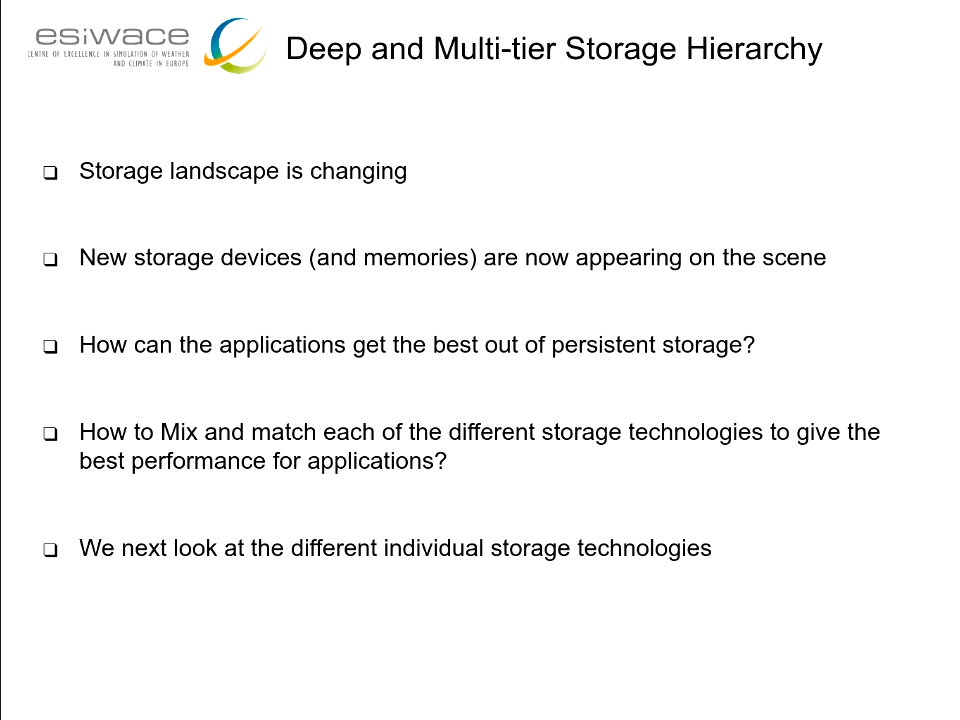 esiwace
CENTRE OF EXCELLENCE IN SIMULATION OF WEATHER
AND CLIMATE IN EUROPE
Deep and Multi-tier Storage Hierarchy
❑ Storage landscape is changing
❑ New storage devices (and memories) are now appearing on the scene
❑ How can the applications get the best out of persistent storage?
❑ How to Mix and match each of the different storage technologies to give the
best performance for applications?
❑ We next look at the different individual storage technologies